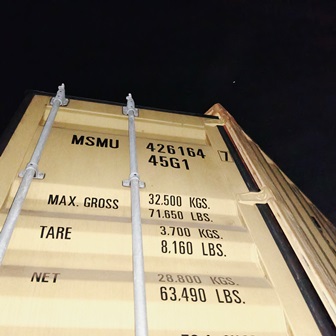 MSMU 426164 7
45G1
MAX. GROSS 32.500 KGS.
71.650 LBS.
TARE 3.700 KGS.
8.160 LBS.
NET 28.800 KGS.
63.490 LBS.